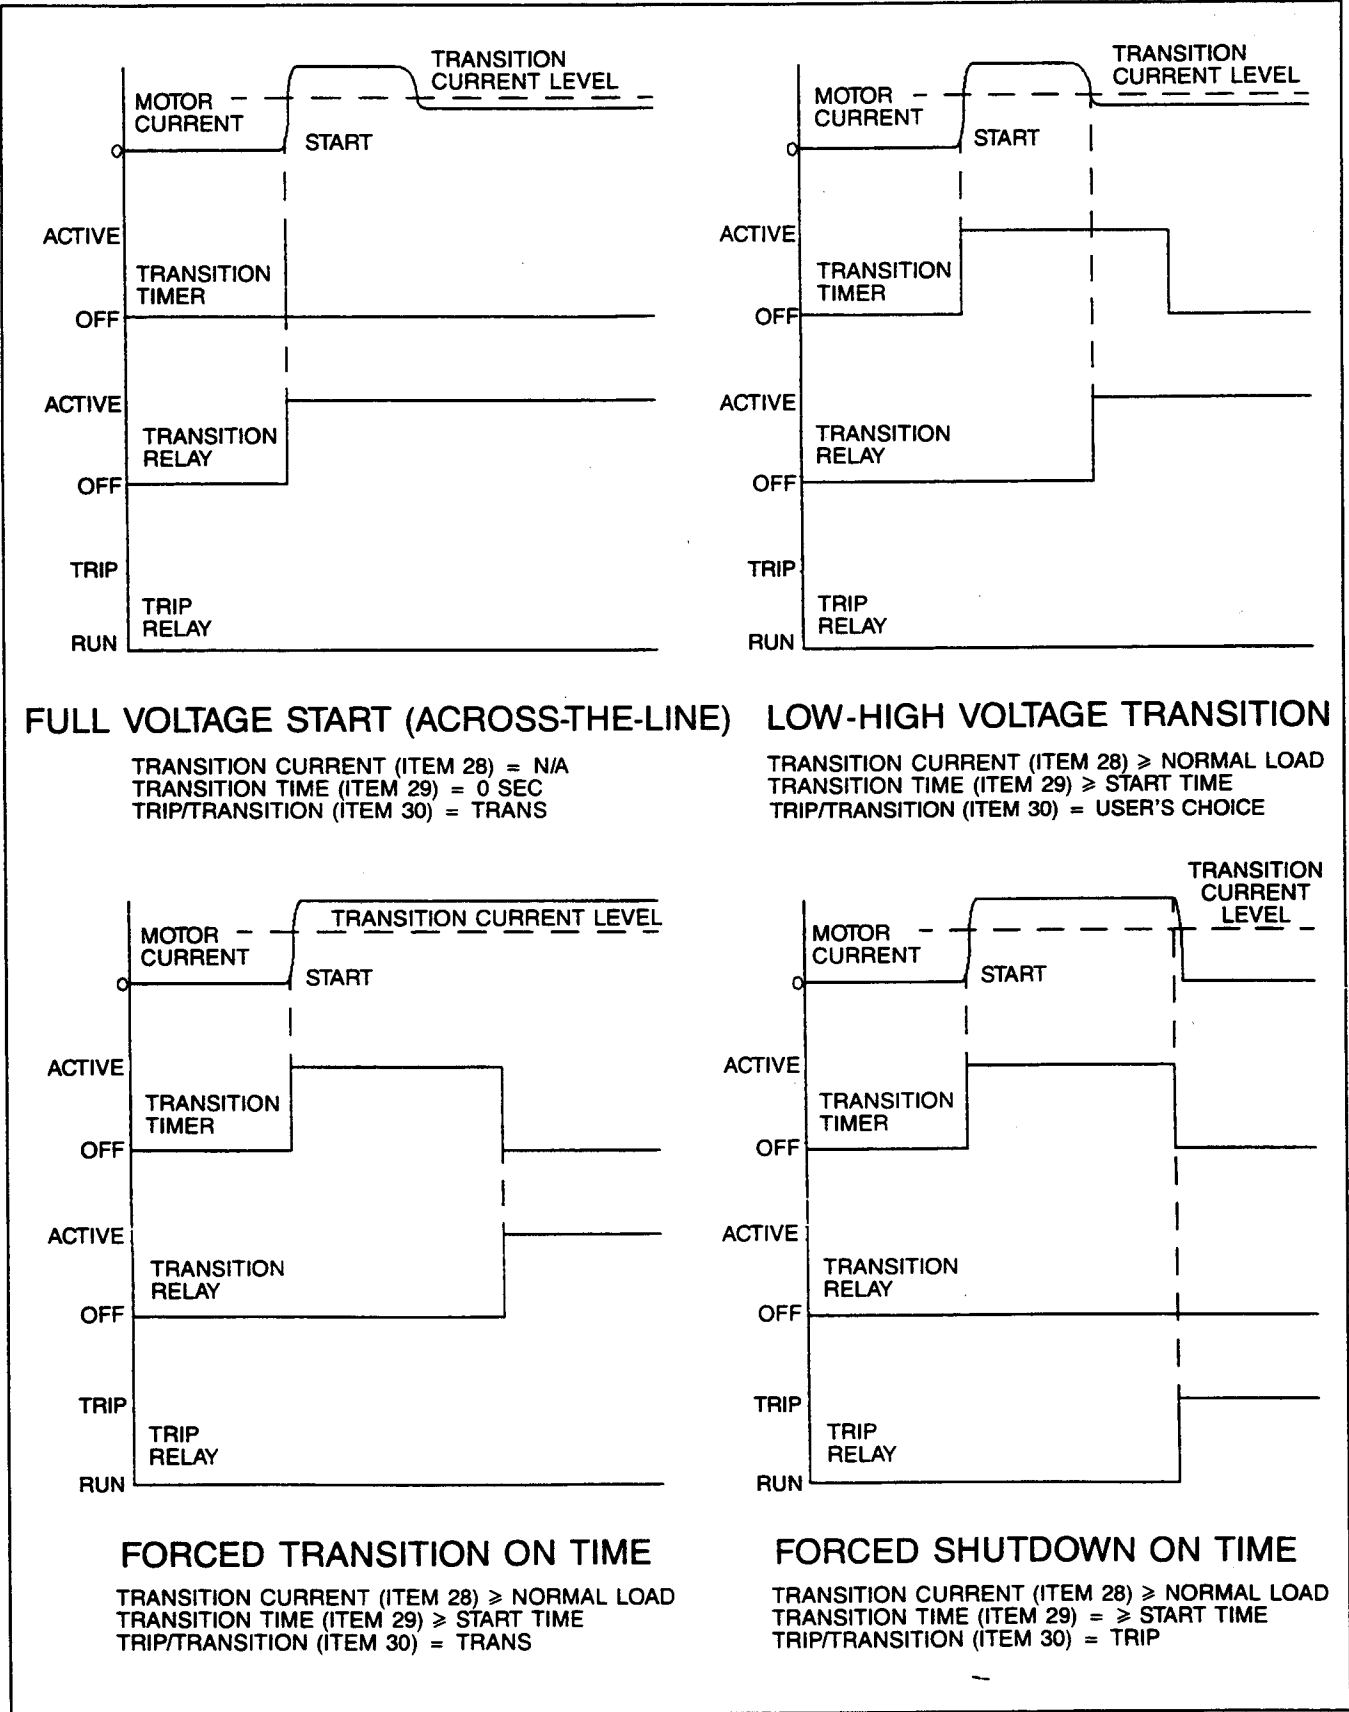 TRANSITION
CURRENT LEVEL
MOTOR
CURRENT
START
0
ACTIVE
TRANSITION
TIMER
OFF
ACTIVE
TRANSITION
RELAY
OFF
TRIP
TRIP
RELAY
RUN
FULL VOLTAGE START (ACROSS-THE-LINE)
TRANSITION CURRENT (ITEM 28) = N/A
TRANSITION TIME (ITEM 29) = 0 SEC
TRIP/TRANSITION (ITEM 30) = TRANS
TRANSITION
CURRENT LEVEL
MOTOR
CURRENT
START
0
ACTIVE
TRANSITION
TIMER
OFF
ACTIVE
TRANSITION
RELAY
OFF
TRIP
TRIP
RELAY
RUN
LOW-HIGH VOLTAGE TRANSITION
TRANSITION CURRENT (ITEM 28) ⩾ NORMAL LOAD
TRANSITION TIME (ITEM 29) ⩾ START TIME
TRIP/TRANSITION (ITEM 30) = USER'S CHOICE
TRANSITION CURRENT LEVEL
MOTOR
CURRENT
START
0
ACTIVE
TRANSITION
TIMER
OFF
ACTIVE
TRANSITION
RELAY
OFF
TRIP
TRIP
RELAY
RUN
FORCED TRANSITION ON TIME
TRANSITION CURRENT (ITEM 28) ⩾ NORMAL LOAD
TRANSITION TIME (ITEM 29) ⩾ START TIME
TRIP/TRANSITION (ITEM 30) = TRANS
TRANSITION
CURRENT
LEVEL
MOTOR
CURRENT
START
0
ACTIVE
TRANSITION
TIMER
OFF
ACTIVE
TRANSITION
RELAY
OFF
TRIP
TRIP
RELAY
RUN
FORCED SHUTDOWN ON TIME
TRANSITION CURRENT (ITEM 28) ⩾ NORMAL LOAD
TRANSITION TIME (ITEM 29) = ⩾ START TIME
TRIP/TRANSITION (ITEM 30) = TRIP